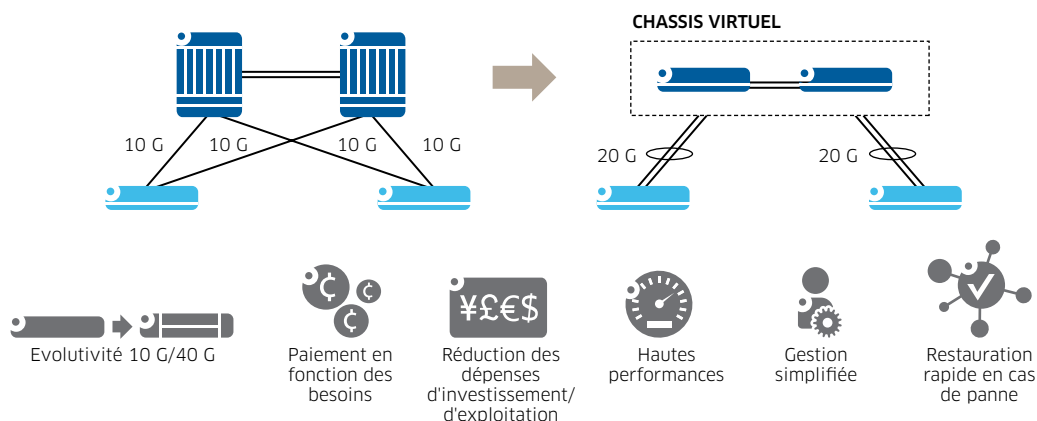 CHASSIS VIRTUEL
10 G
10 G
10 G
10 G
20 G
20 G
Evolutivité 10 G/40 G
Paiement en
fonction des
besoins
¥£€$
Réduction des
dépenses
d'investissement/
d'exploitation
Hautes
performances
Gestion
simplifiée
Restauration
rapide en cas
de panne